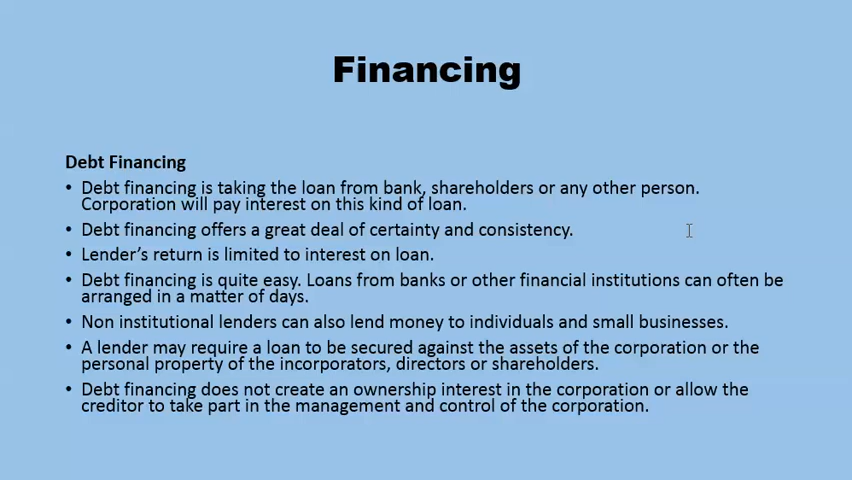 Financing
Debt Financing
• Debt financing is taking the loan from bank, shareholders or any other person.
Corporation will pay interest on this kind of loan.
• Debt financing offers a great deal of certainty and consistency.
• Lender’s return is limited to interest on loan.
• Debt financing is quite easy. Loans from banks or other financial institutions can often be
arranged in a matter of days.
• Non institutional lenders can also lend money to individuals and small businesses.
• A lender may require a loan to be secured against the assets of the corporation or the
personal property of the incorporators, directors or shareholders.
• Debt financing does not create an ownership interest in the corporation or allow the
creditor to take part in the management and control of the corporation.